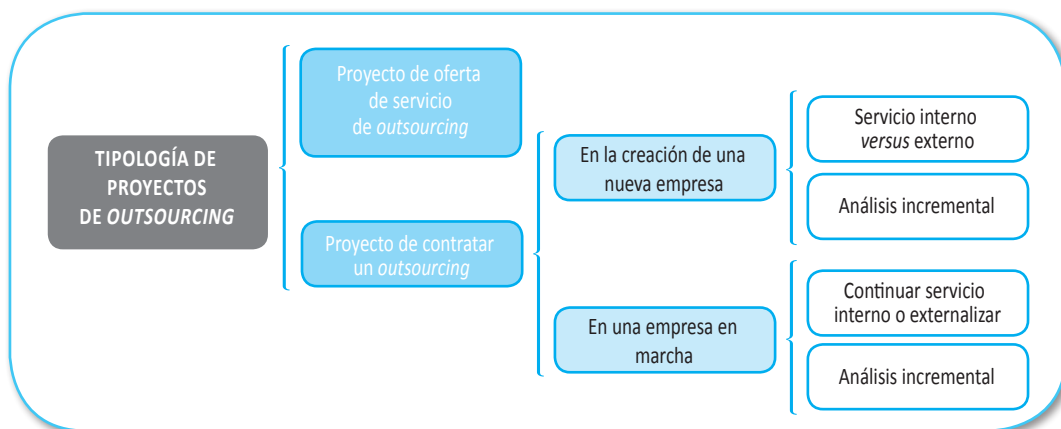 TIPOLOGÍA DE
PROYECTOS
DE OUTSOURCING
Proyecto de oferta
de servicio
de outsourcing
Proyecto de contratar
un outsourcing
En la creación de una
nueva empresa
Servicio interno
versus externo
Análisis incremental
En una empresa en
marcha
Continuar servicio
interno o externalizar
Análisis incremental